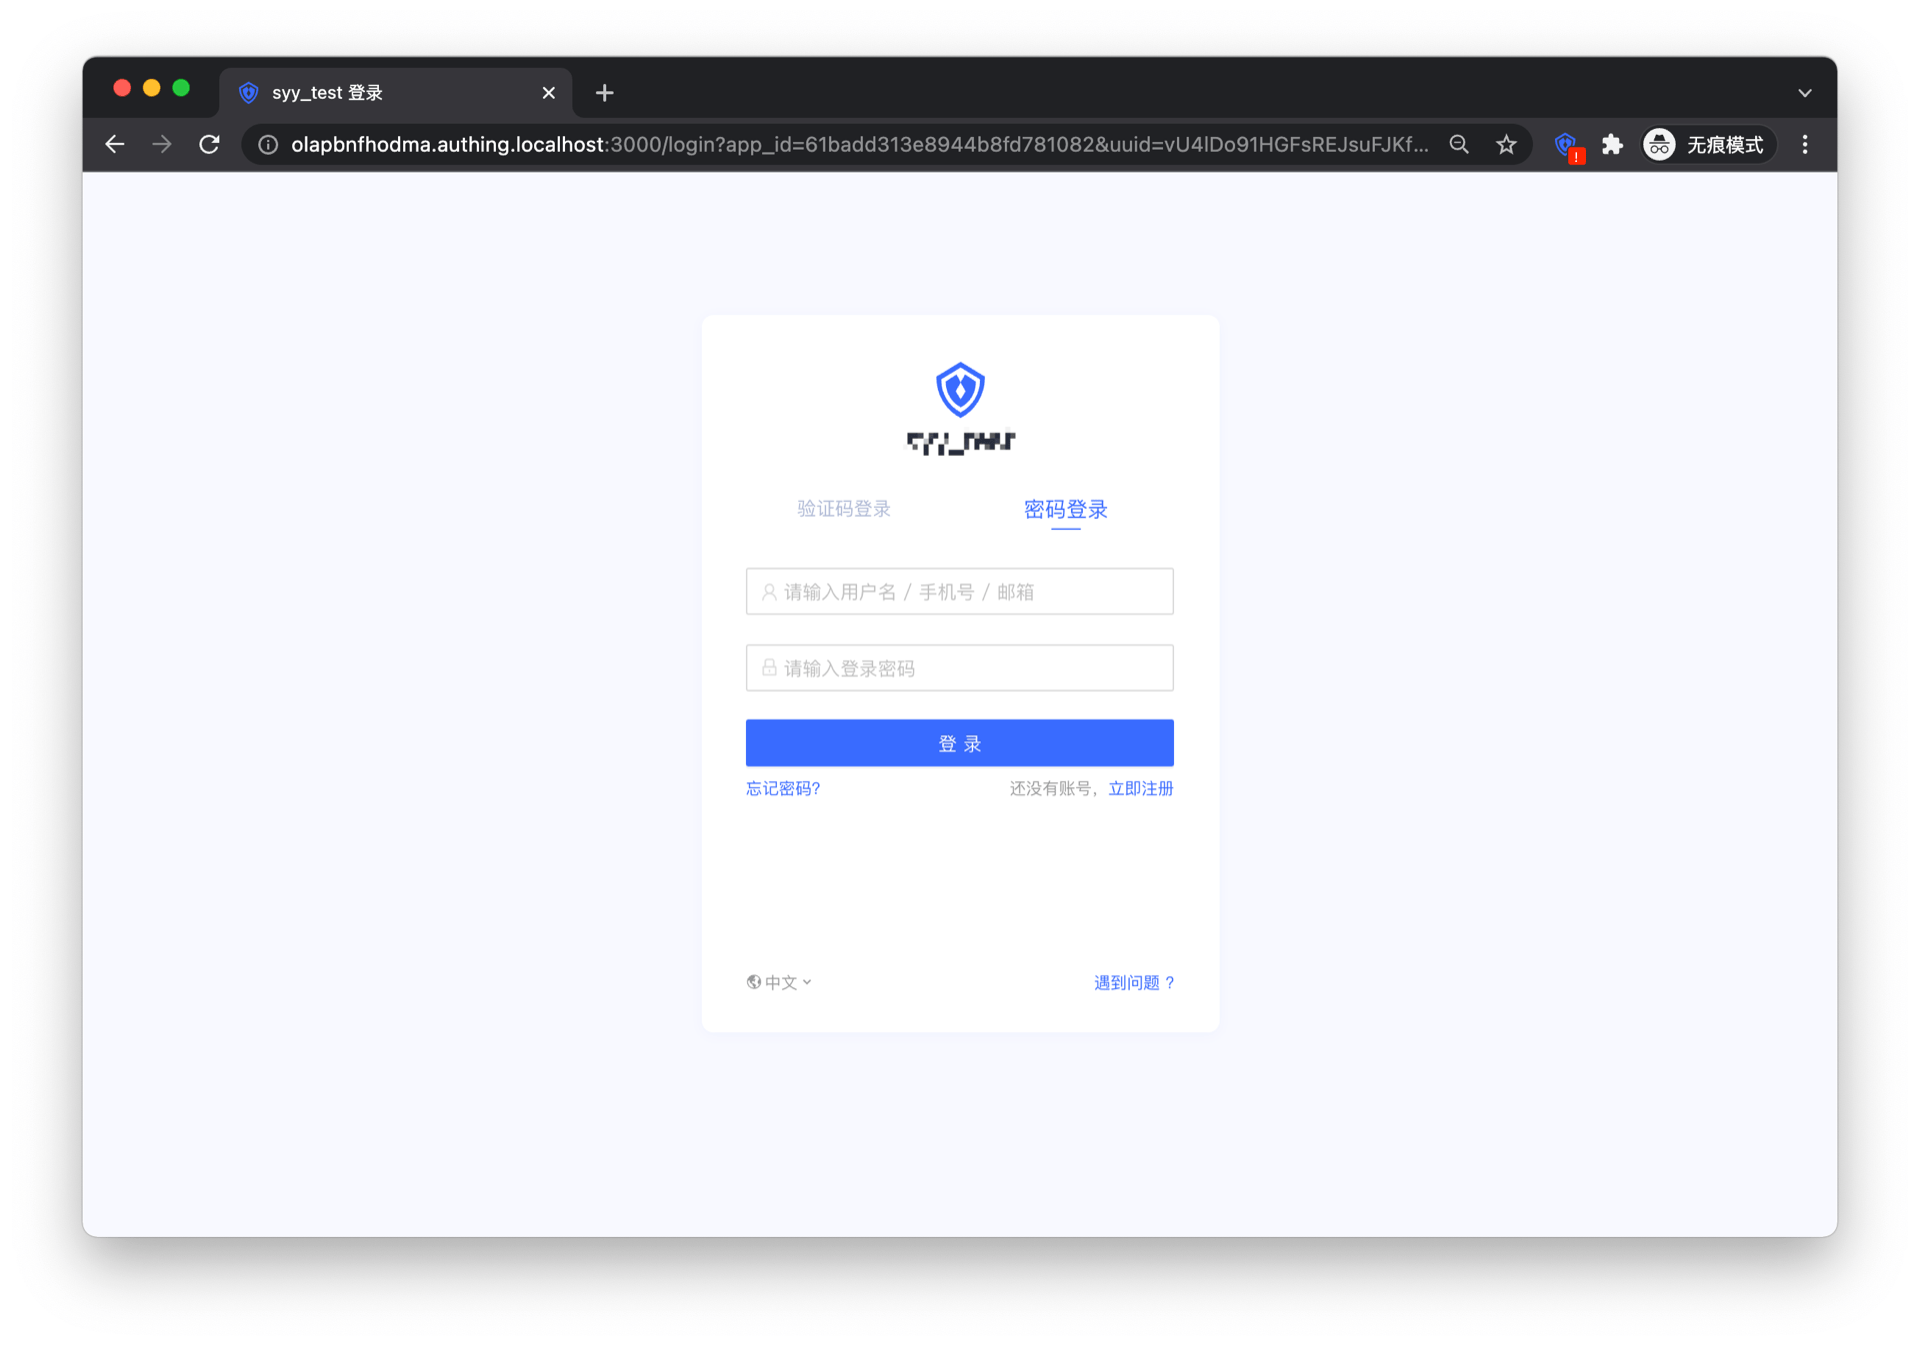 syy_test 登录
olapbnfhodma.authing.localhost:3000/login?app_id=61badd313e8944b8fd781082&uuid=vU4lDo91HGFsREJsuFJKf...
无痕模式
验证码登录 密码登录
请输入用户名 / 手机号 / 邮箱
请输入登录密码
登 录
忘记密码? 还没有账号，立即注册
中文 遇到问题 ?